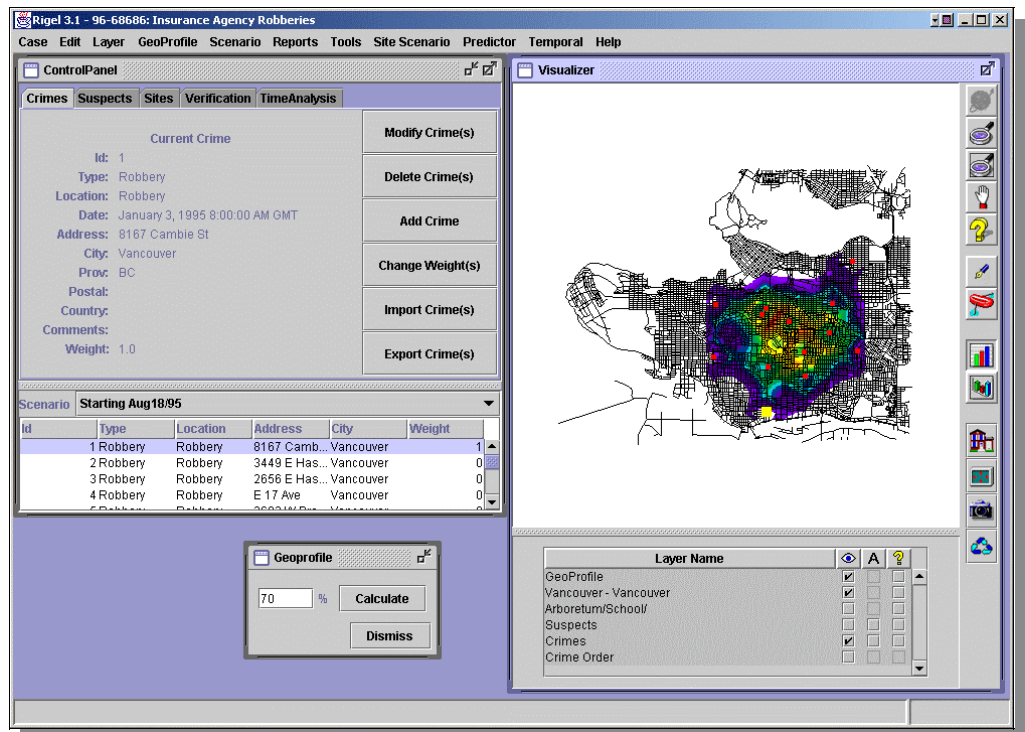 Rigel 3.1 - 96-68686: Insurance Agency Robberies
Case Edit Layer GeoProfile Scenario Reports Tools Site Scenario Predictor Temporal Help
ControlPanel
Crimes Suspects Sites Verification TimeAnalysis
Current Crime
Id: 1
Type: Robbery
Location: Robbery
Date: January 3, 1995 8:00:00 AM GMT
Address: 8167 Cambie St
City: Vancouver
Prov: BC
Postal:
Country:
Comments:
Weight: 1.0
Modify Crime(s)
Delete Crime(s)
Add Crime
Change Weight(s)
Import Crime(s)
Export Crime(s)
Scenario Starting Aug18/95
Id Type Location Address City Weight
1 Robbery Robbery 8167 Camb... Vancouver 1
2 Robbery Robbery 3449 E Has... Vancouver 0
3 Robbery Robbery 2656 E Has... Vancouver 0
4 Robbery Robbery E 17 Ave Vancouver 0
Geoprofile
70 % Calculate
Dismiss
Visualizer
Layer Name A
GeoProfile
Vancouver - Vancouver
Arboretum/School/
Suspects
Crimes
Crime Order